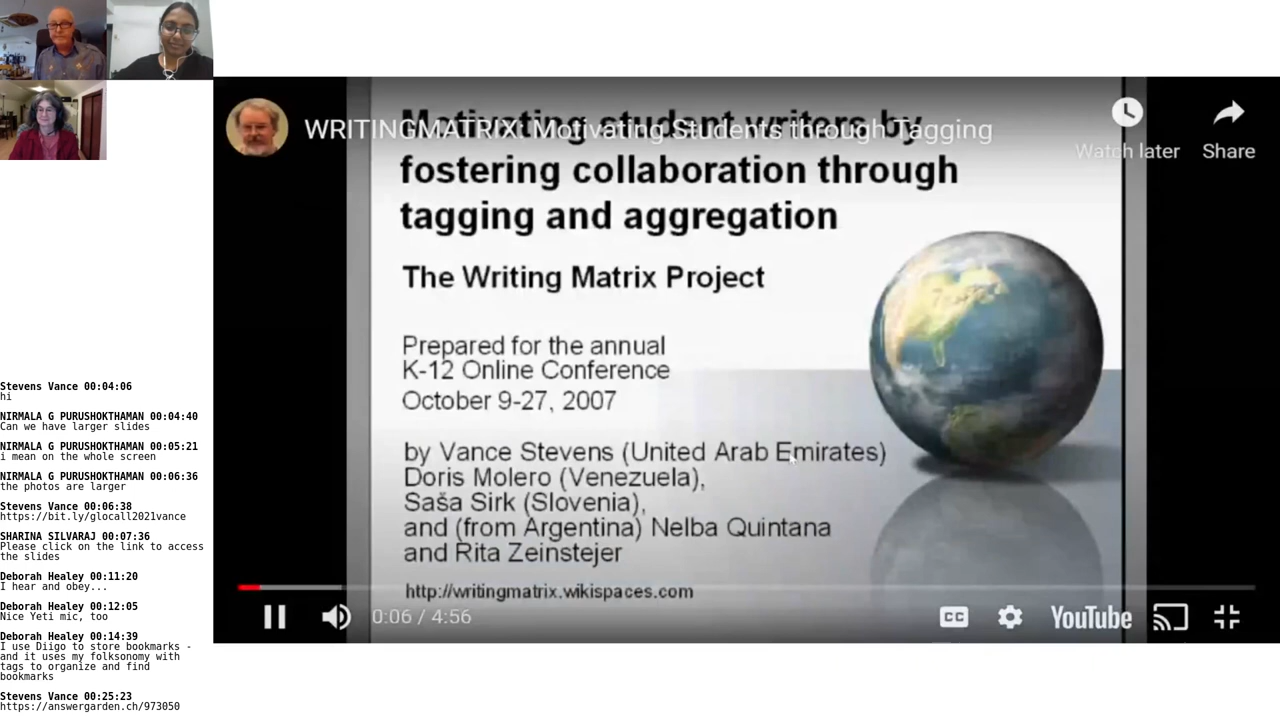 WRITINGMATRIX: Motivating Students through Tagging
Watch later
Share
Motivating student writers by
fostering collaboration through
tagging and aggregation
The Writing Matrix Project
Prepared for the annual
K-12 Online Conference
October 9-27, 2007
by Vance Stevens (United Arab Emirates)
Doris Molero (Venezuela),
Saša Sirk (Slovenia),
and (from Argentina) Nelba Quintana
and Rita Zeinstejer
http://writingmatrix.wikispaces.com
0:06 / 4:56
CC
YouTube
Stevens Vance 00:04:06
hi
NIRMALA G PURUSHOKTHAMAN 00:04:40
Can we have larger slides
NIRMALA G PURUSHOKTHAMAN 00:05:21
i mean on the whole screen
NIRMALA G PURUSHOKTHAMAN 00:06:36
the photos are larger
Stevens Vance 00:06:38
https://bit.ly/glocall2021vance
SHARINA SILVARAJ 00:07:36
Please click on the link to access
the slides
Deborah Healey 00:11:20
I hear and obey...
Deborah Healey 00:12:05
Nice Yeti mic, too
Deborah Healey 00:14:39
I use Diigo to store bookmarks -
and it uses my folksonomy with
tags to organize and find
bookmarks
Stevens Vance 00:25:23
https://answergarden.ch/973050